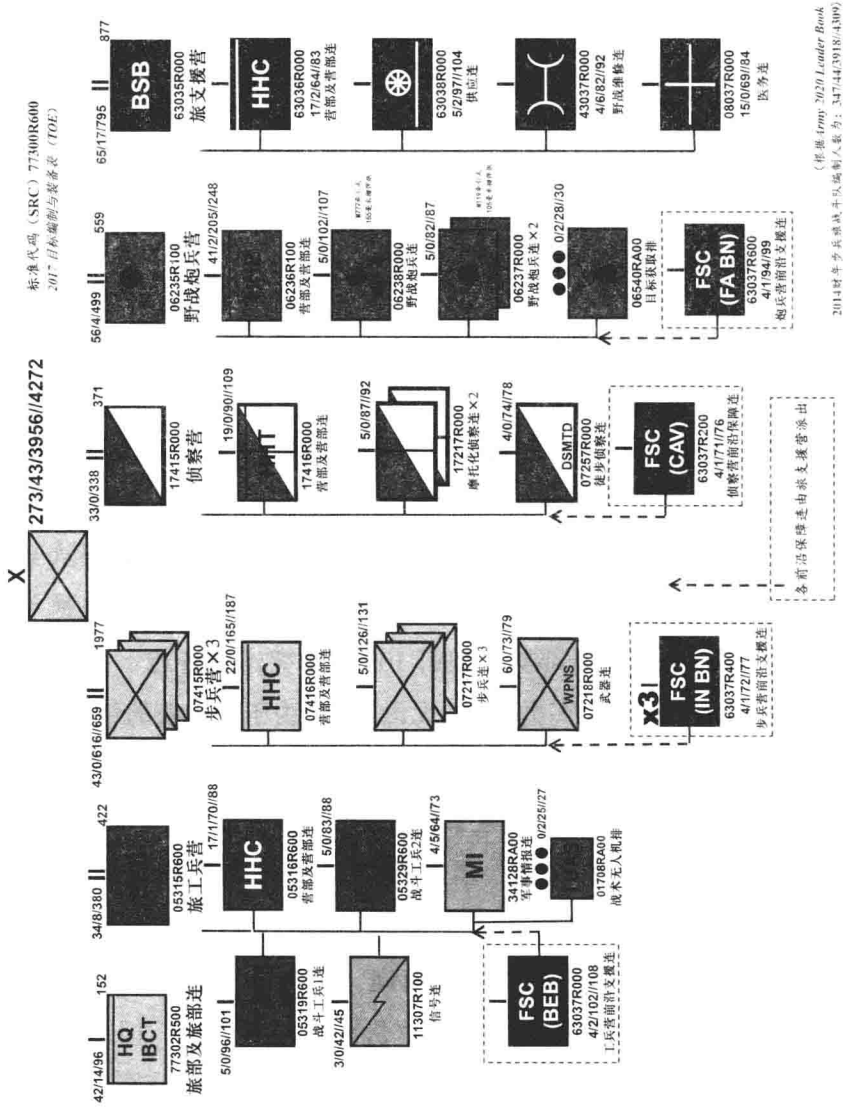 标准代码（SRC）77300R600
2017 目标编制与装备表（TOE）
X
273/43/3956//4272
42/14/96
152
HQ
IBCT
77302R500
旅部及旅部连
34/8/380
422
05315R600
旅工兵营
17/1/70//88
HHC
05316R600
营部及营部连
5/0/96//101
05319R600
战斗工兵1连
5/0/83//88
05329R600
战斗工兵2连
3/0/42//45
11307R100
信号连
4/5/64//73
MI
34128RA00
军事情报连
0/2/25//27
01708RA00
战术无人机排
FSC
(BEB)
63037R000
4/2/102//108
工兵营前沿支援连
43/0/616//659
1977
07415R000
步兵营×3
22/0/165//187
HHC
07416R000
营部及营部连
5/0/126//131
07217R000
步兵连×3
6/0/73//79
WPNS
07218R000
武器连
x3
FSC
(IN BN)
63037R400
4/1/72//77
步兵营前沿支援连
33/0/338
371
17415R000
侦察营
19/0/90//109
17416R000
营部及营部连
5/0/87//92
17217R000
摩托化侦察连×2
4/0/74//78
DSMTD
07257R000
徒步侦察连
FSC
(CAV)
63037R200
4/1/71//76
侦察营前沿保障连
各前沿保障连由旅支援营派出
56/4/499
559
06235R100
野战炮兵营
41/2/205//248
06236R100
营部及营部连
5/0/102//107
06238R000
野战炮兵连
5/0/82//87
06237R000
野战炮兵连×2
0/2/28//30
06540RA00
目标获取排
FSC
(FA BN)
63037R600
4/1/94//99
炮兵营前沿支援连
65/17/795
877
BSB
63035R000
旅支援营
HHC
63036R000
17/2/64//83
营部及营部连
63038R000
5/2/97//104
供应连
43037R000
4/6/82//92
野战维修连
08037R000
15/0/69//84
医务连
（根据Army 2020 Leader Book
2014财年步兵旅战斗队编制人数为：347/44/3918//4309）